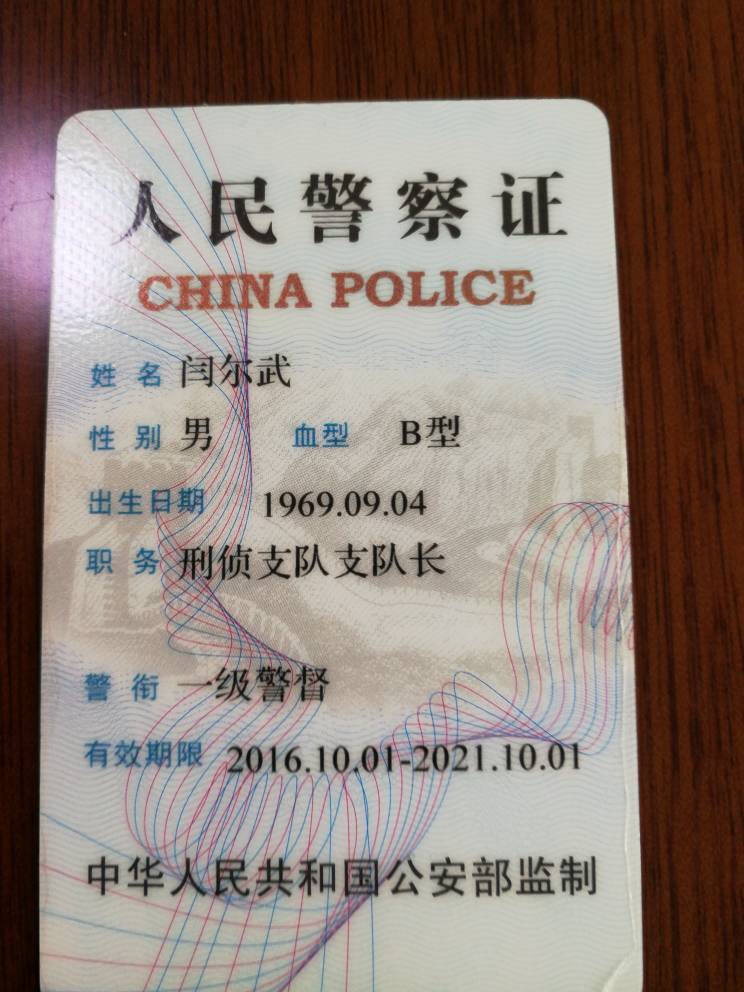 人民警察证
CHINA POLICE
姓名 闫尔武
性别 男 血型 B型
出生日期 1969.09.04
职务 刑侦支队支队长
警衔 一级警督
有效期限 2016.10.01-2021.10.01
中华人民共和国公安部监制